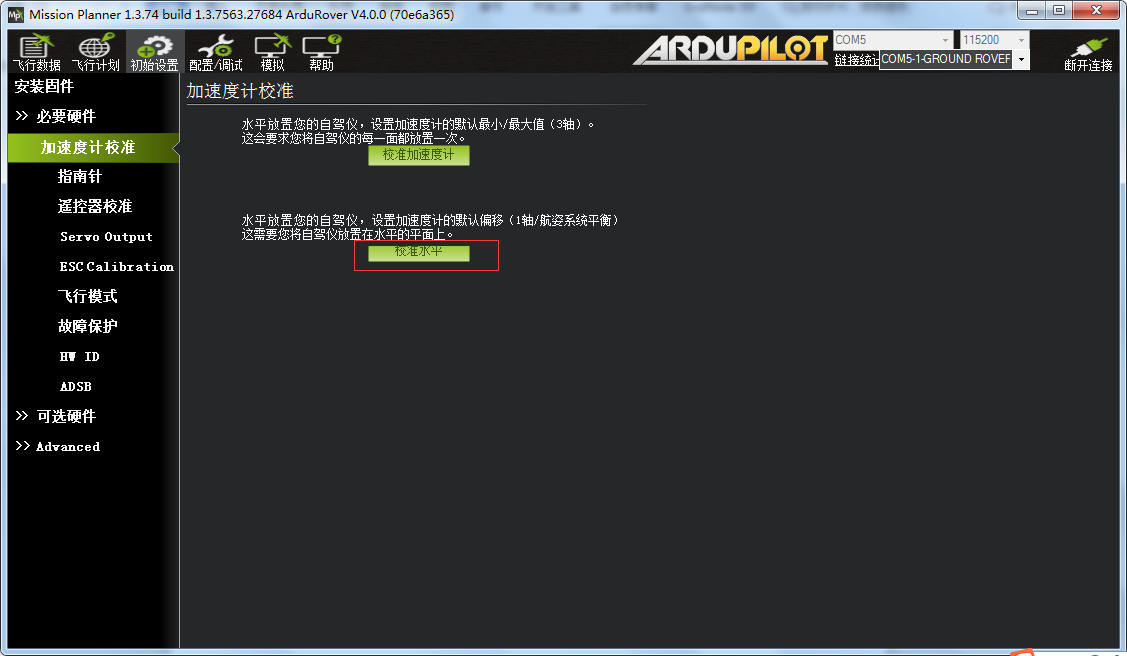 Mission Planner 1.3.74 build 1.3.7563.27684 ArduRover V4.0.0 (70e6a365)
飞行数据 飞行计划 初始设置 配置/调试 模拟 帮助
ARDUPILOT
COM5 115200
链接统计 COM5-1-GROUND ROVER
断开连接
安装固件
>> 必要硬件
加速度计校准
指南针
遥控器校准
Servo Output
ESC Calibration
飞行模式
故障保护
HW ID
ADSB
>> 可选硬件
>> Advanced
加速度计校准
水平放置您的自驾仪，设置加速度计的默认最小/最大值（3轴）。
这会要求您将自驾仪的每一面都放置一次。
校准加速度计
水平放置您的自驾仪，设置加速度计的默认偏移（1轴/航姿系统平衡）
这需要您将自驾仪放置在水平的平面上。
校准水平